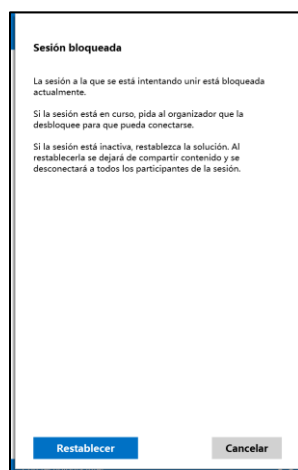 Sesión bloqueada
La sesión a la que se está intentando unir está bloqueada
actualmente.
Si la sesión está en curso, pida al organizador que la
desbloquee para que pueda conectarse.
Si la sesión está inactiva, restablezca la solución. Al
restablecerla se dejará de compartir contenido y se
desconectará a todos los participantes de la sesión.
Restablecer
Cancelar